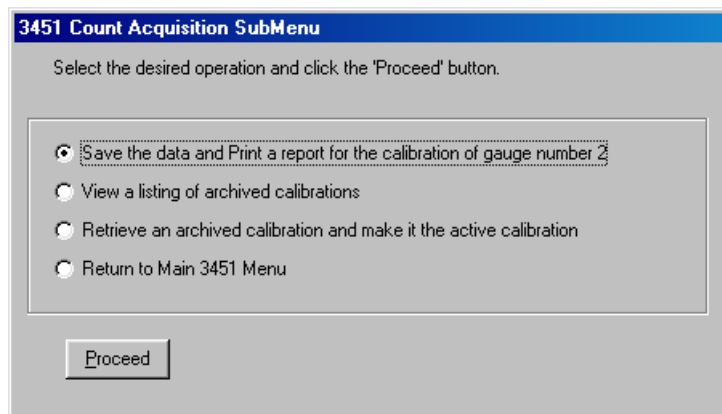 3451 Count Acquisition SubMenu
Select the desired operation and click the 'Proceed' button.
Save the data and Print a report for the calibration of gauge number 2
View a listing of archived calibrations
Retrieve an archived calibration and make it the active calibration
Return to Main 3451 Menu
Proceed